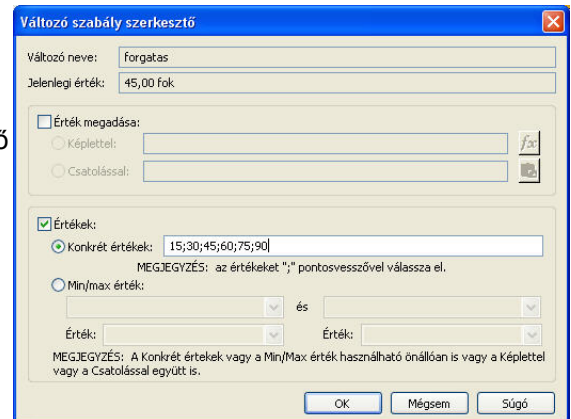 Változó szabály szerkesztő
Változó neve: forgatas
Jelenlegi érték: 45,00 fok
ő
Érték megadása:
Képlettel: fx
Csatolással:
Értékek:
Konkrét értékek: 15;30;45;60;75;90
MEGJEGYZÉS: az értékeket ";" pontosvesszővel válassza el.
Min/max érték:
és
Érték: Érték:
MEGJEGYZÉS: A Konkrét értekek vagy a Min/Max érték használható önállóan is vagy a Képlettel
vagy a Csatolással együtt is.
OK Mégsem Súgó